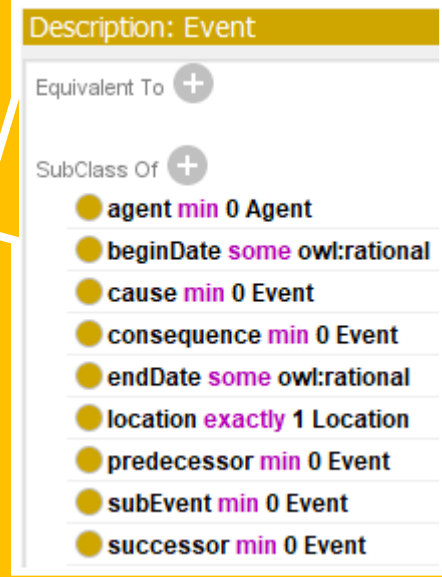 Description: Event
Equivalent To
SubClass Of
agent min 0 Agent
beginDate some owl:rational
cause min 0 Event
consequence min 0 Event
endDate some owl:rational
location exactly 1 Location
predecessor min 0 Event
subEvent min 0 Event
successor min 0 Event